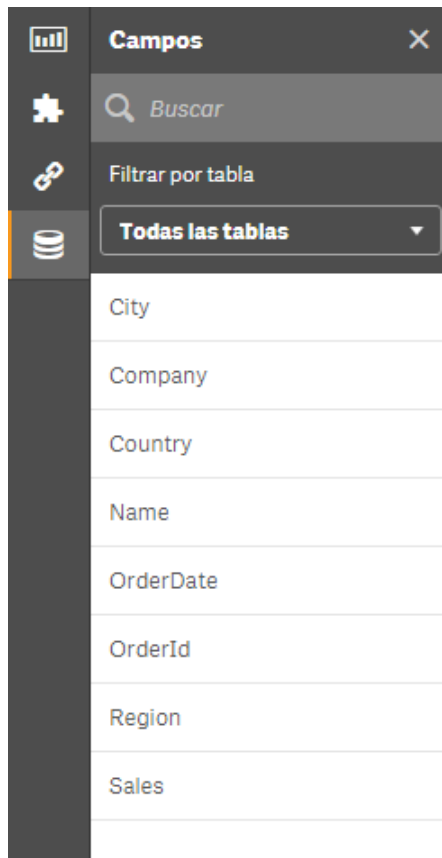 Campos
Buscar
Filtrar por tabla
Todas las tablas
City
Company
Country
Name
OrderDate
OrderId
Region
Sales